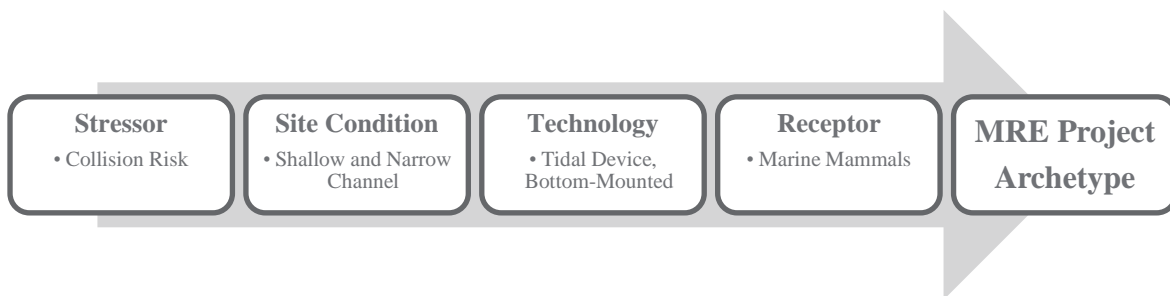 Stressor
• Collision Risk
Site Condition
• Shallow and Narrow
Channel
Technology
• Tidal Device,
Bottom-Mounted
Receptor
• Marine Mammals
MRE Project
Archetype